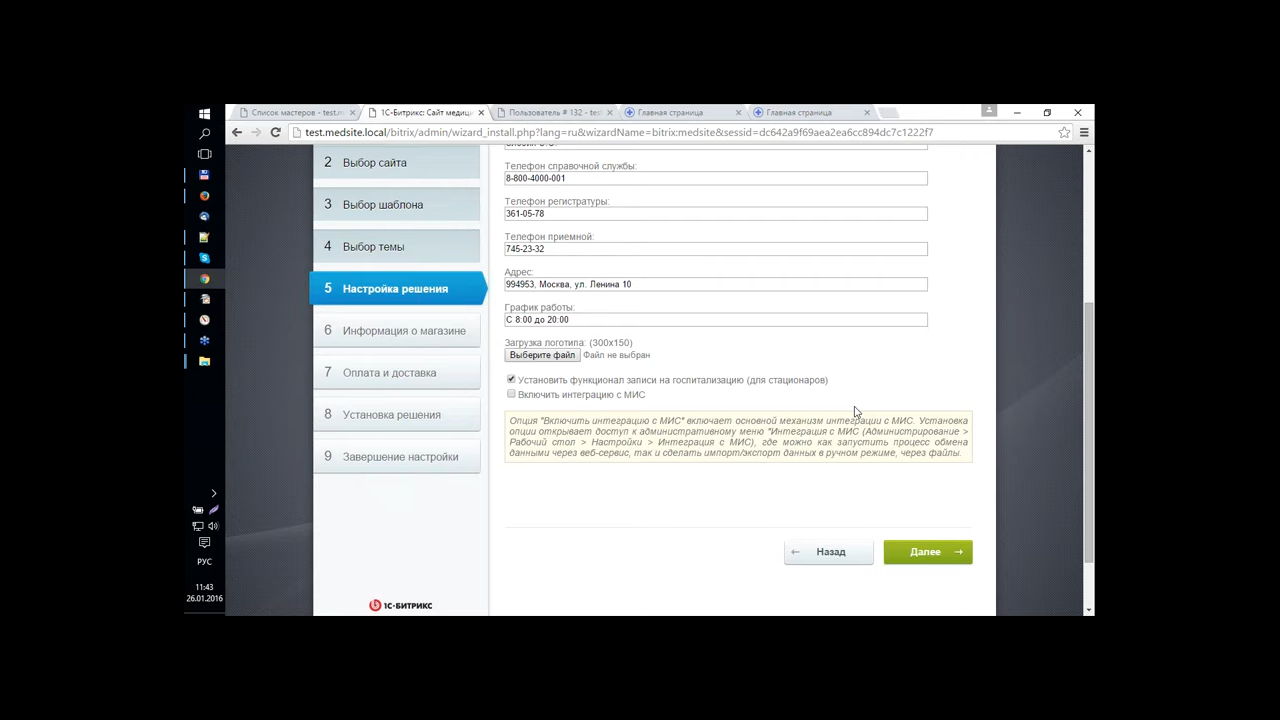 Список мастеров - test.m
1С-Битрикс: Сайт медици
Пользователь # 132 - tes
Главная страница
Главная страница
test.medsite.local/bitrix/admin/wizard_install.php?lang=ru&wizardName=bitrix:medsite&sessid=dc642a9f69aea2ea6cc894dc7c1222f7
2 Выбор сайта
3 Выбор шаблона
4 Выбор темы
5 Настройка решения
6 Информация о магазине
7 Оплата и доставка
8 Установка решения
9 Завершение настройки
1С-БИТРИКС
Телефон справочной службы:
8-800-4000-001
Телефон регистратуры:
361-05-78
Телефон приемной:
745-23-32
Адрес:
994953, Москва, ул. Ленина 10
График работы:
С 8:00 до 20:00
Загрузка логотипа: (300x150)
Выберите файл Файл не выбран
Установить функционал записи на госпитализацию (для стационаров)
Включить интеграцию с МИС
Опция "Включить интеграцию с МИС" включает основной механизм интеграции с МИС. Установка
опции открывает доступ к административному меню "Интеграция с МИС (Администрирование >
Рабочий стол > Настройки > Интеграция с МИС), где можно как запустить процесс обмена
данными через веб-сервис, так и сделать импорт/экспорт данных в ручном режиме, через файлы.
Назад
Далее
РУС
11:43
26.01.2016